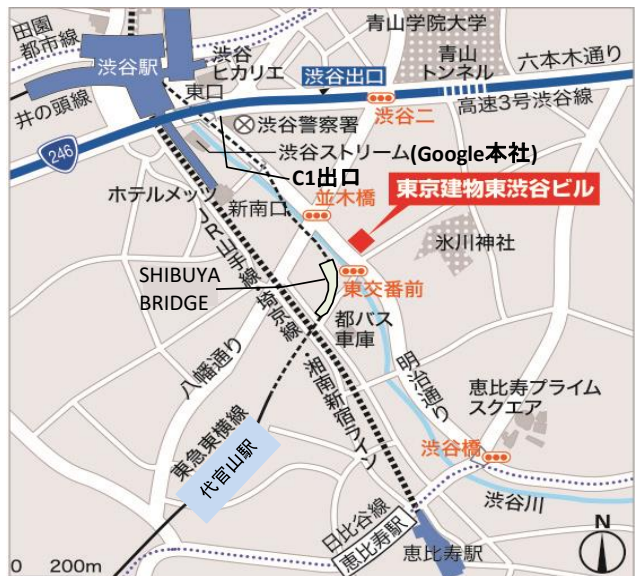 田園
都市線
渋谷駅
渋谷
ヒカリエ
東口
渋谷出口
青山学院大学
青山
トンネル
六本木通り
高速3号渋谷線
渋谷二
井の頭線
246
渋谷警察署
渋谷ストリーム(Google本社)
C1出口
ホテルメッツ
新南口
並木橋
東京建物東渋谷ビル
氷川神社
JR山手線
埼京線
・湘南新宿ライン
SHIBUYA
BRIDGE
東交番前
都バス
車庫
八幡通り
明治通り
恵比寿プライム
スクエア
東急東横線
代官山駅
渋谷橋
渋谷川
日比谷線
恵比寿駅
恵比寿駅
N
0 200m